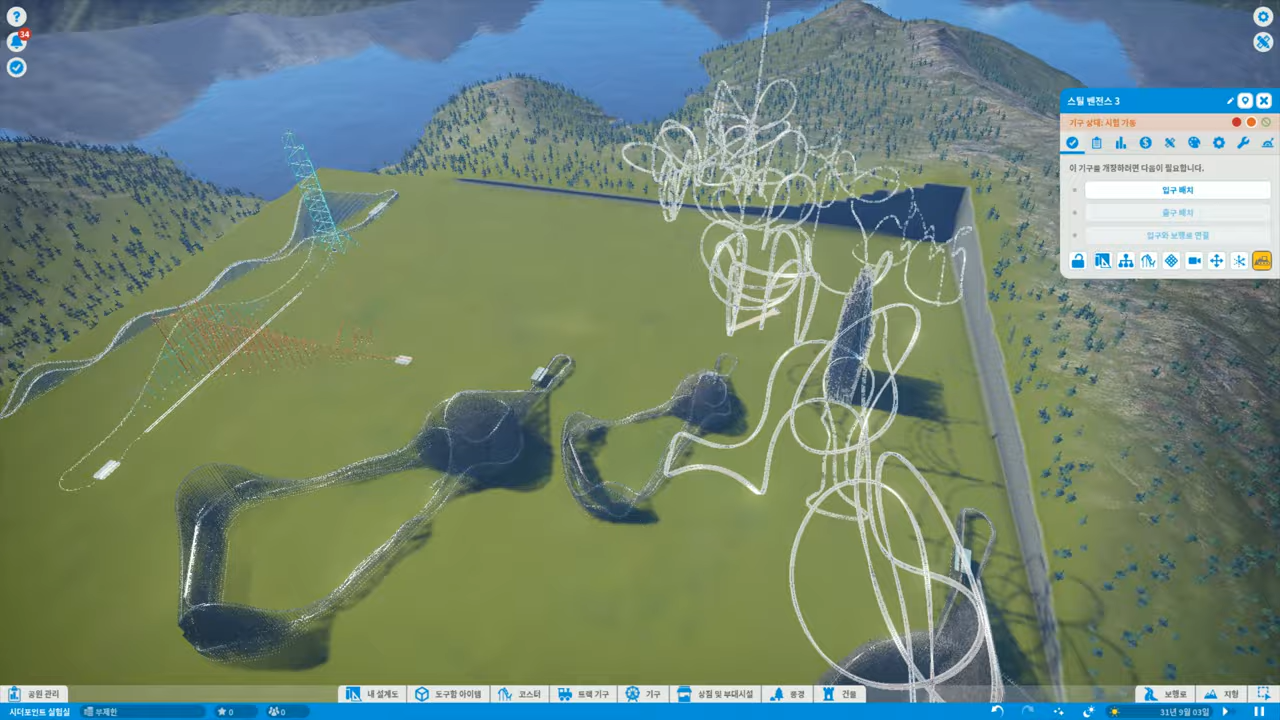 ?
34
스틸 벤전스 3
기구 상태: 시험 가동
이 기구를 개장하려면 다음이 필요합니다.
입구 배치
출구 배치
입구와 보행로 연결
공원 관리
내 설계도
도구함 아이템
코스터
트랙 기구
기구
상점 및 부대시설
풍경
건물
보행로
지형
시더포인트 실험실
무제한
0
0
31년 9월 03일